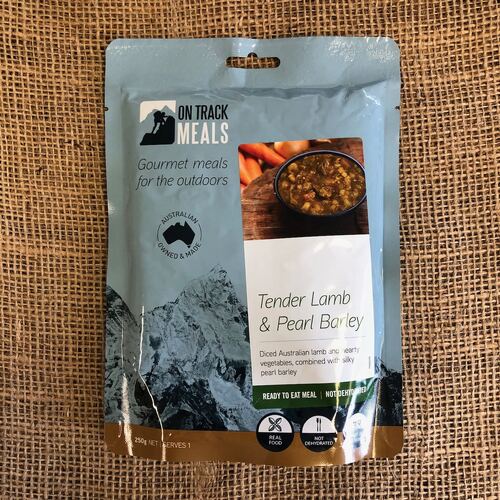 ON TRACK
MEALS
Gourmet meals
for the outdoors
AUSTRALIAN
OWNED & MADE
Tender Lamb
& Pearl Barley
Diced Australian lamb and hearty
vegetables, combined with silky
pearl barley
READY TO EAT MEAL | NOT DEHYDRATED
REAL
FOOD
NOT
DEHYDRATED
250g NET | SERVES 1